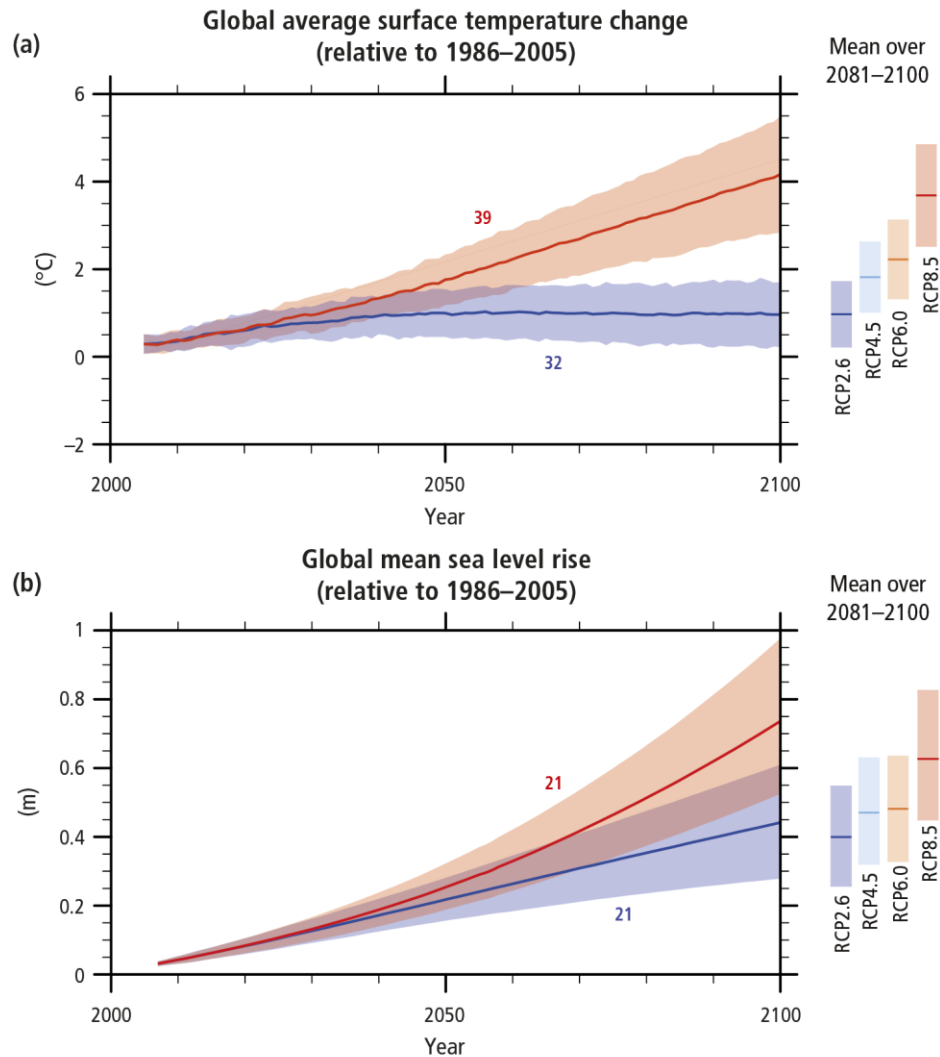 (a)
Global average surface temperature change
(relative to 1986–2005)
Mean over
2081–2100
6
4
2
0
–2
(°C)
39
32
2000
2050
2100
Year
RCP2.6
RCP4.5
RCP6.0
RCP8.5
(b)
Global mean sea level rise
(relative to 1986–2005)
Mean over
2081–2100
1
0.8
0.6
0.4
0.2
0
(m)
21
21
2000
2050
2100
Year
RCP2.6
RCP4.5
RCP6.0
RCP8.5